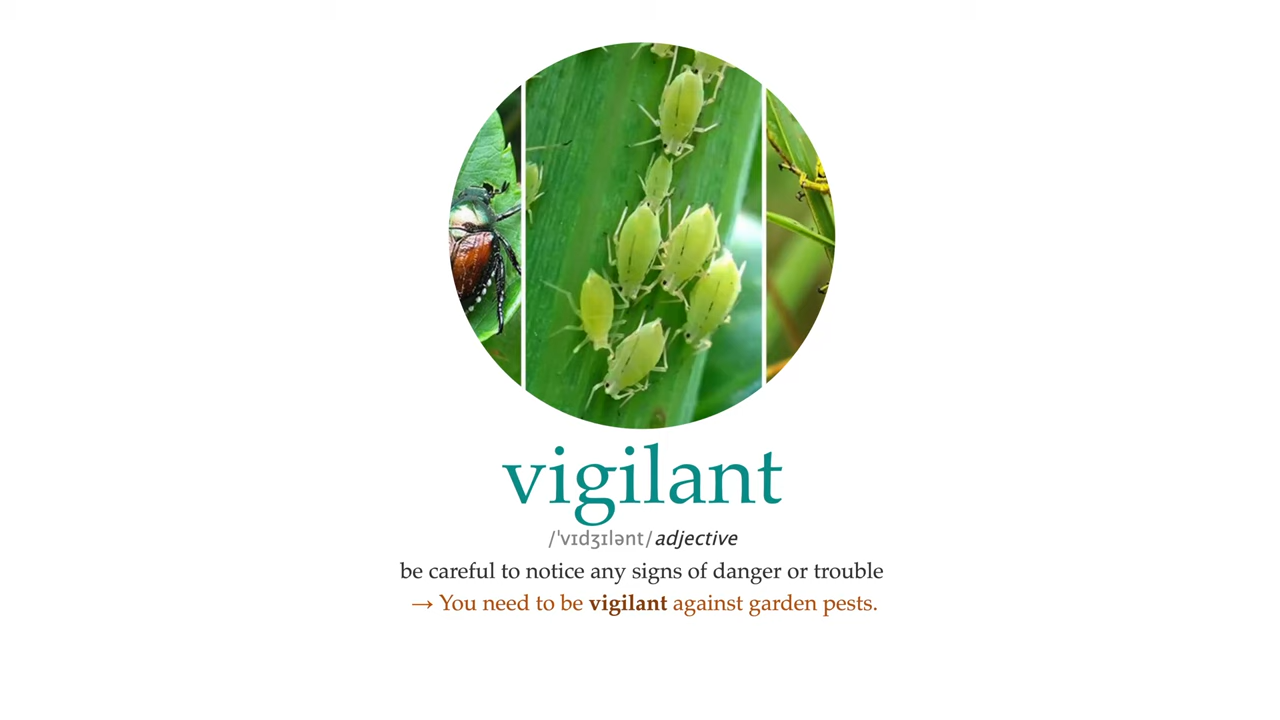 vigilant
/ˈvɪdʒɪlənt/ adjective
be careful to notice any signs of danger or trouble
→ You need to be vigilant against garden pests.